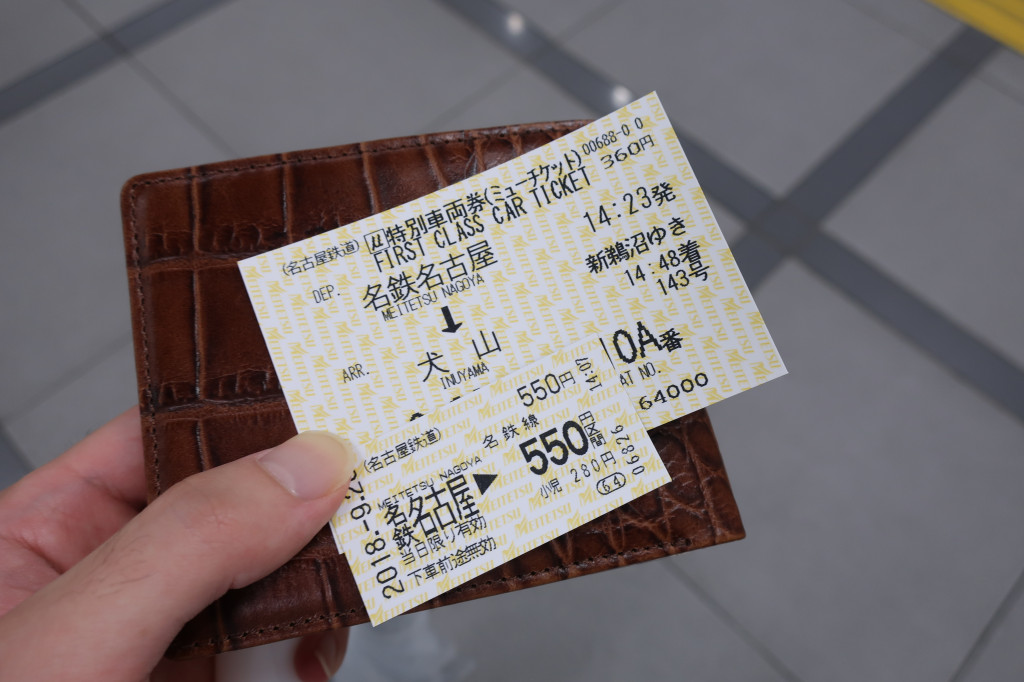 (名古屋鉄道) μ特別車両券(ミューチケット) 00688-00
FIRST CLASS CAR TICKET 360円
DEP. 名鉄名古屋 14:23発
MEITETSU NAGOYA 新鵜沼ゆき
↓ 14:48着
143号
ARR. 犬山
INUYAMA
0A番
AT NO.
64000
550円 14:07
(名古屋鉄道) 名鉄線
MEITETSU NAGOYA
名鉄名古屋 ▶ 550円区間
小児 280円
00826
(64)
当日限り有効
下車前途無効
2018.-9.2